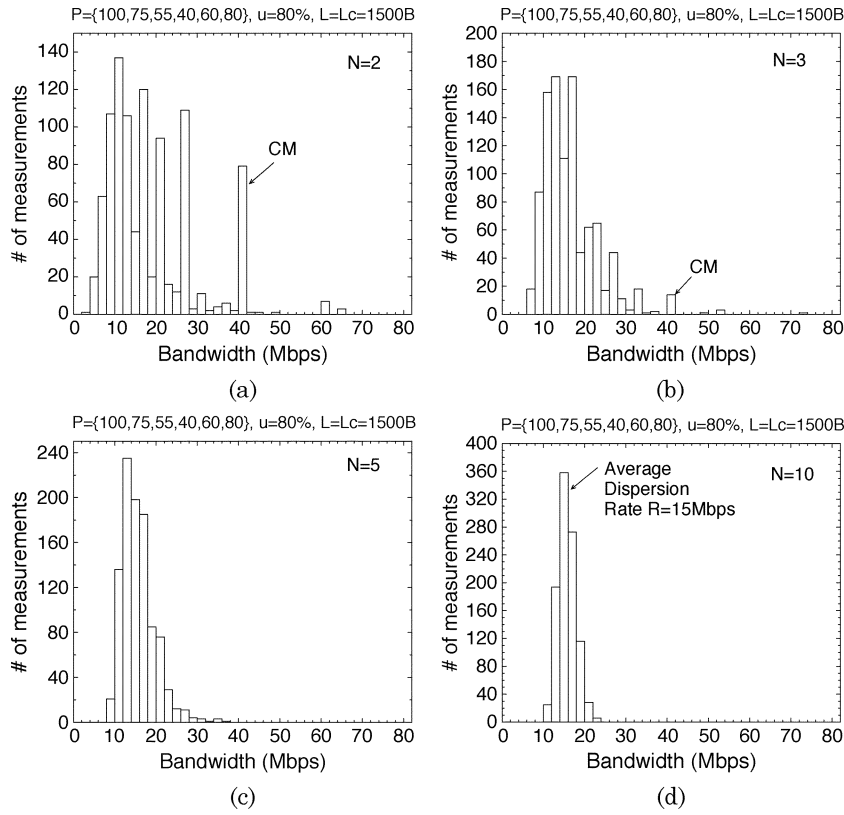 P={100,75,55,40,60,80}, u=80%, L=Lc=1500B
N=2
CM
# of measurements
140
120
100
80
60
40
20
0
0 10 20 30 40 50 60 70 80
Bandwidth (Mbps)
(a)
P={100,75,55,40,60,80}, u=80%, L=Lc=1500B
N=3
CM
# of measurements
200
180
160
140
120
100
80
60
40
20
0
0 10 20 30 40 50 60 70 80
Bandwidth (Mbps)
(b)
P={100,75,55,40,60,80}, u=80%, L=Lc=1500B
N=5
# of measurements
240
200
160
120
80
40
0
0 10 20 30 40 50 60 70 80
Bandwidth (Mbps)
(c)
P={100,75,55,40,60,80}, u=80%, L=Lc=1500B
Average
Dispersion
Rate R=15Mbps
N=10
# of measurements
400
360
320
280
240
200
160
120
80
40
0
0 10 20 30 40 50 60 70 80
Bandwidth (Mbps)
(d)